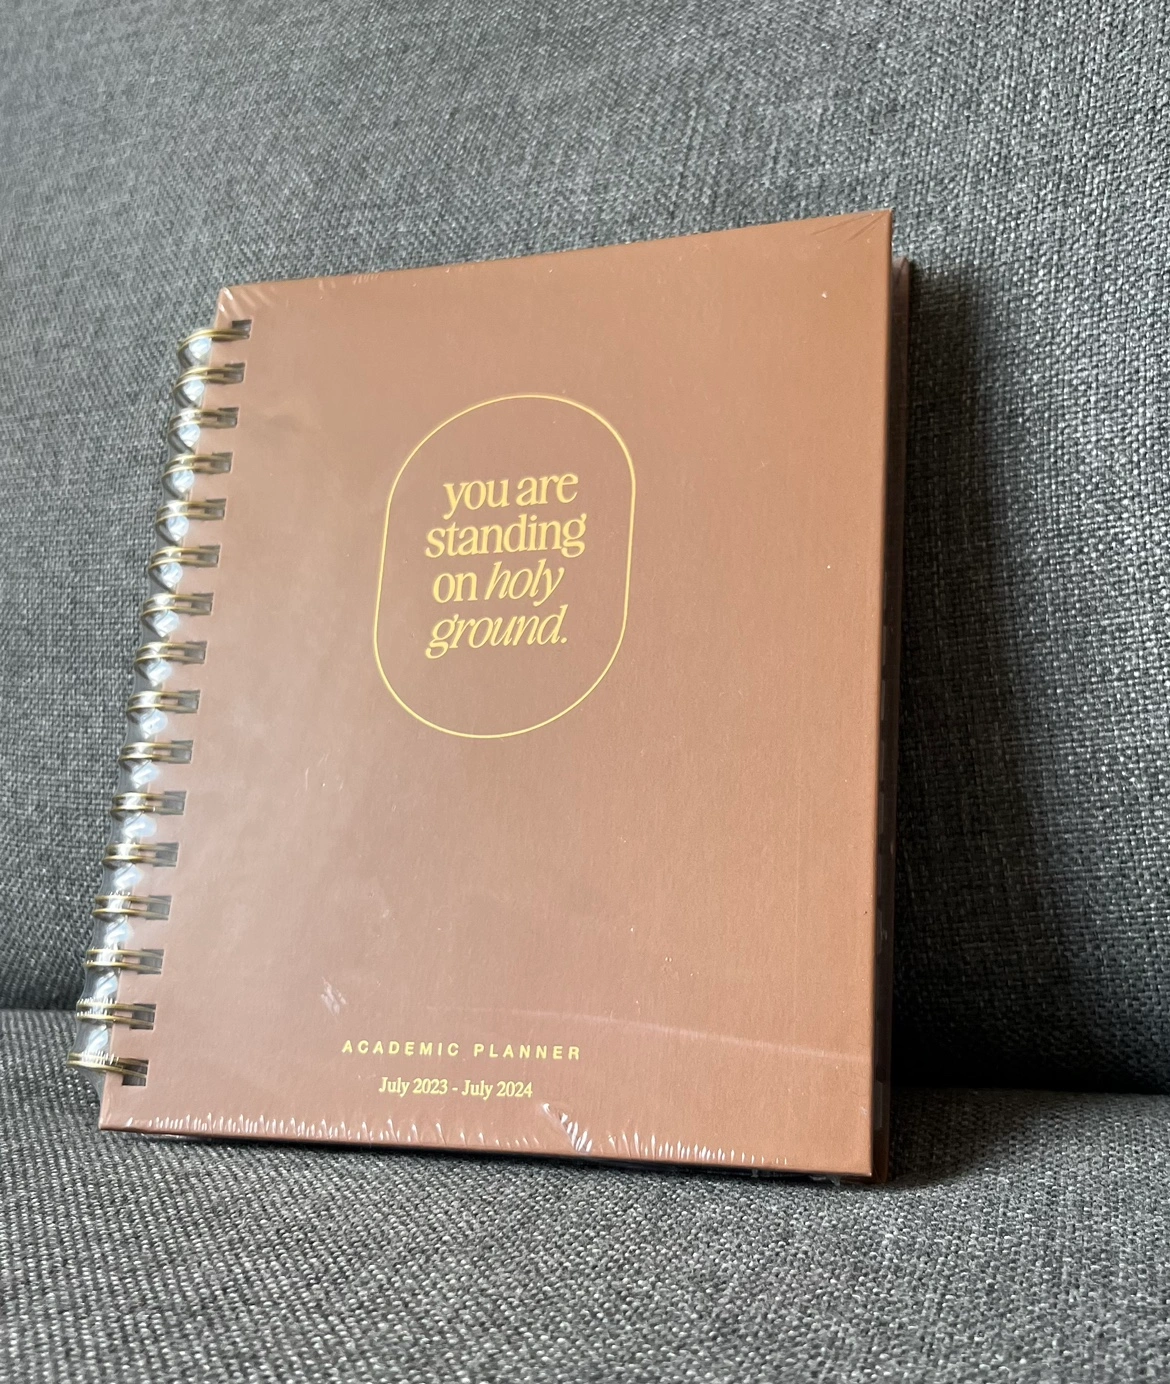 you are
standing
on holy
ground.
ACADEMIC PLANNER
July 2023 - July 2024